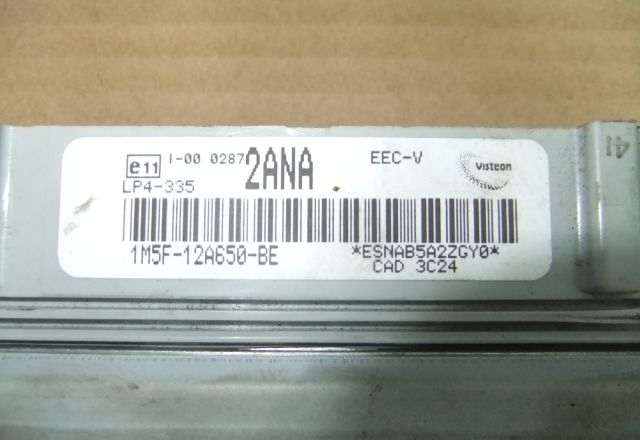 e11 I-00 0287 2ANA EEC-V Visteon
LP4-335
1M5F-12A650-BE *ESNAB5A2ZGY0*
CAD 3C24
41